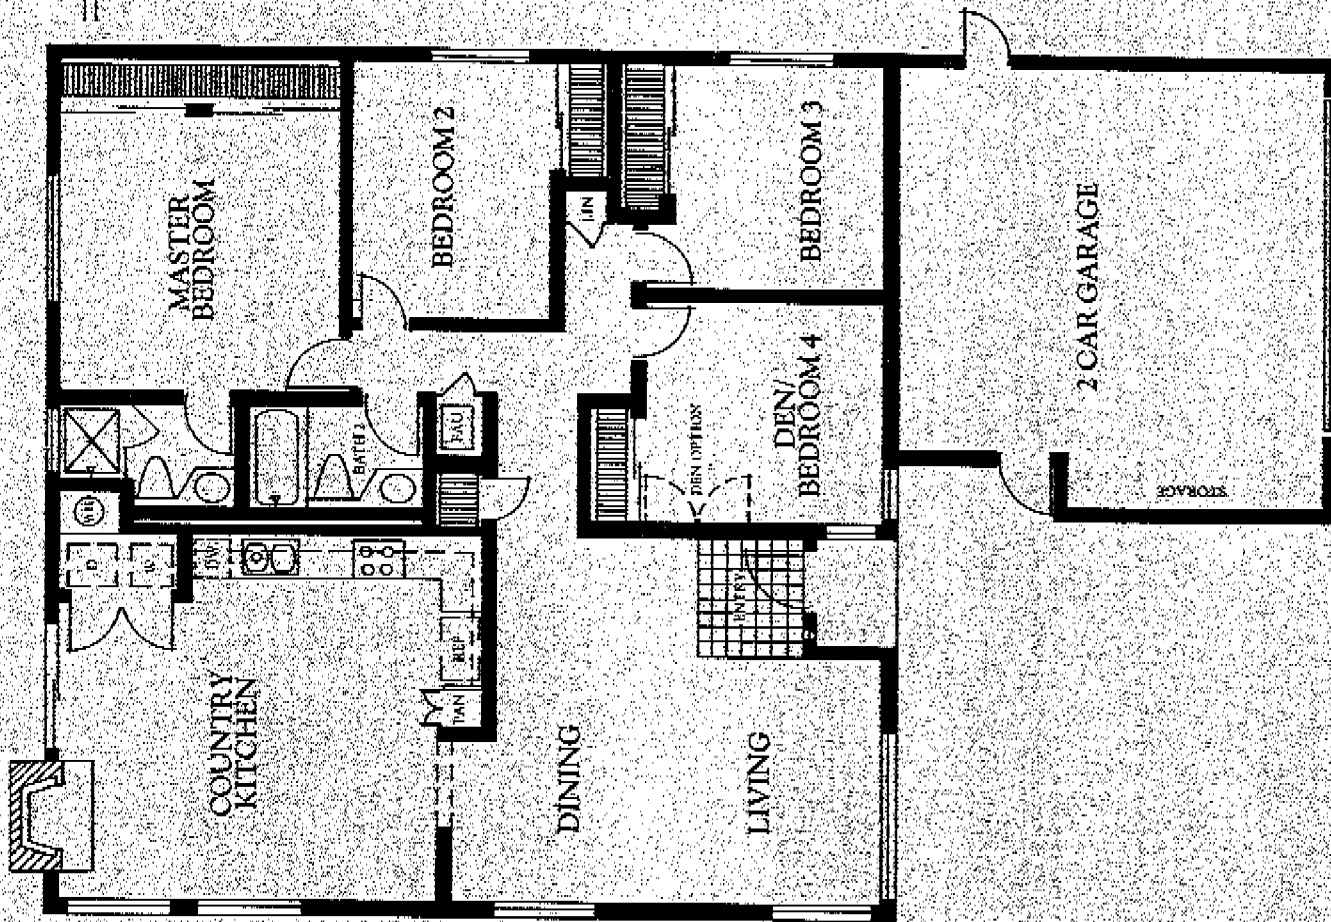 MASTER
BEDROOM
BEDROOM 2
BEDROOM 3
LIN
2 CAR GARAGE
DEN/
BEDROOM 4
DEN OPTION
BATH 2
FAU
STORAGE
WH
D
W
DW
ENTRY
REF
PAN
COUNTRY
KITCHEN
DINING
LIVING